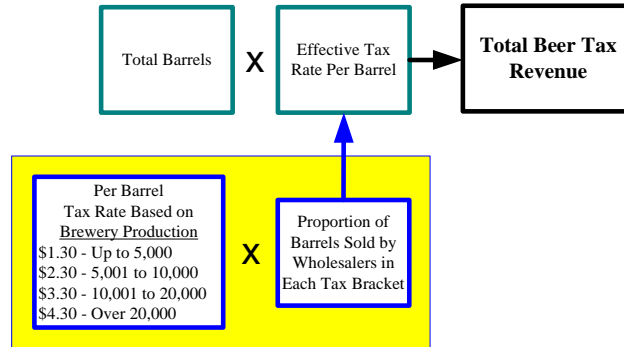 Total Barrels
X
Effective Tax
Rate Per Barrel
Total Beer Tax
Revenue
Per Barrel
Tax Rate Based on
Brewery Production
$1.30 - Up to 5,000
$2.30 - 5,001 to 10,000
$3.30 - 10,001 to 20,000
$4.30 - Over 20,000
X
Proportion of
Barrels Sold by
Wholesalers in
Each Tax Bracket